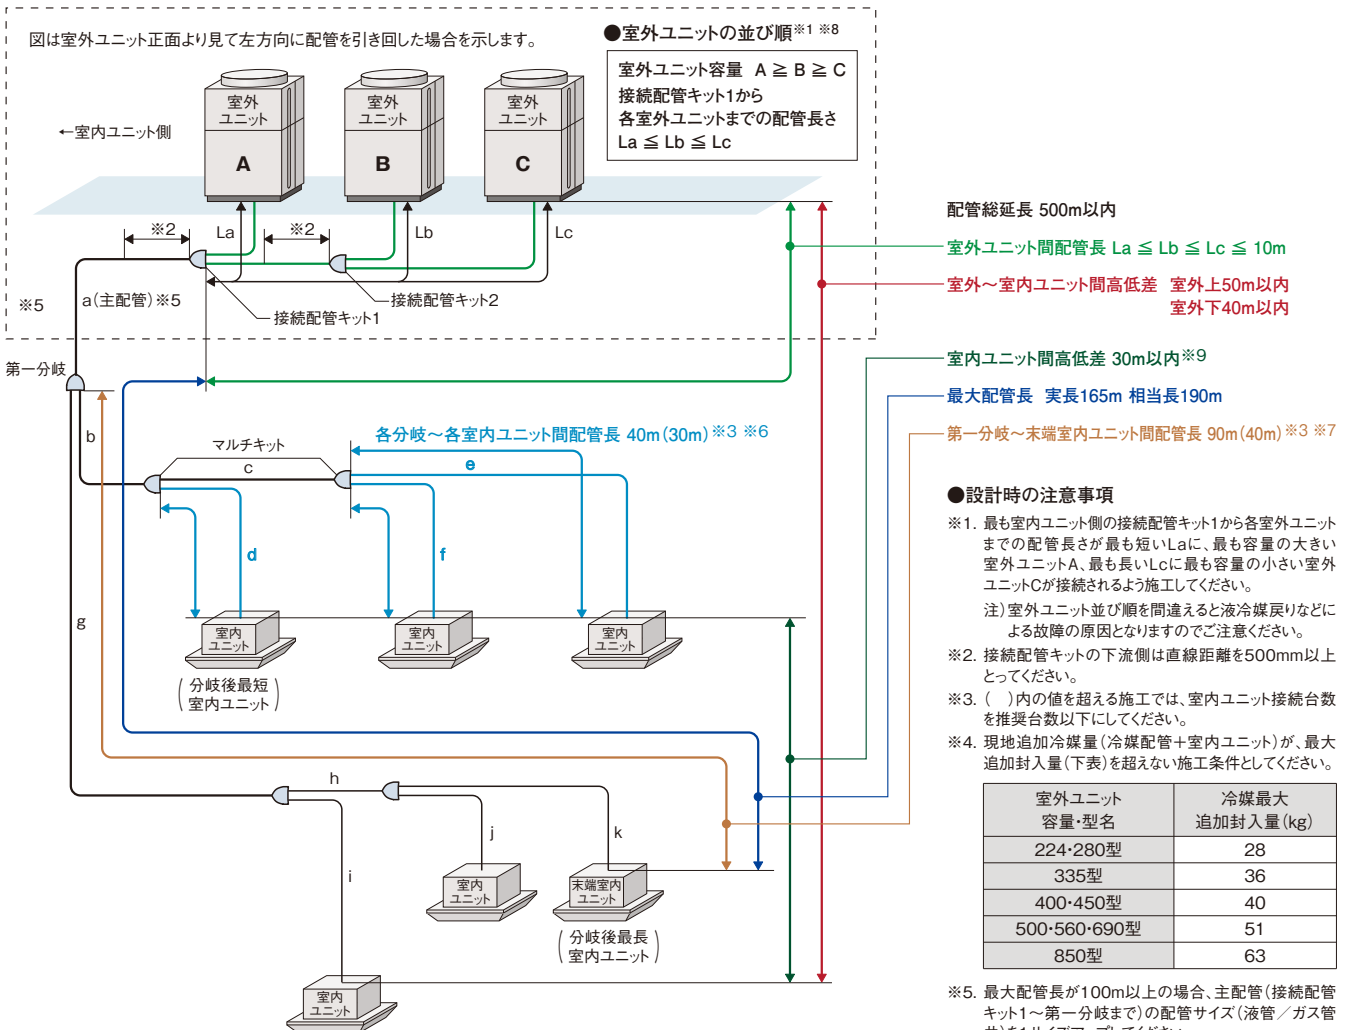 図は室外ユニット正面より見て左方向に配管を引き回した場合を示します。
●室外ユニットの並び順※1 ※8
室外ユニット容量 A ≧ B ≧ C
接続配管キット1から
各室外ユニットまでの配管長さ
La ≦ Lb ≦ Lc
←室内ユニット側
室外
ユニット
A
室外
ユニット
B
室外
ユニット
C
※2
La
※2
Lb
Lc
※5
a(主配管)※5
接続配管キット2
接続配管キット1
第一分岐
配管総延長 500m以内
室外ユニット間配管長 La ≦ Lb ≦ Lc ≦ 10m
室外～室内ユニット間高低差 室外上50m以内
室外下40m以内
室内ユニット間高低差 30m以内※9
最大配管長 実長165m 相当長190m
第一分岐～末端室内ユニット間配管長 90m(40m)※3 ※7
各分岐～各室内ユニット間配管長 40m(30m)※3 ※6
マルチキット
b
c
e
d
f
g
室内
ユニット
室内
ユニット
室内
ユニット
(分岐後最短
室内ユニット)
h
j
k
i
室内
ユニット
末端室内
ユニット
(分岐後最長
室内ユニット)
室内
ユニット
●設計時の注意事項
※1. 最も室内ユニット側の接続配管キット1から各室外ユニット
までの配管長さが最も短いLaに、最も容量の大きい
室外ユニットA、最も長いLcに最も容量の小さい室外
ユニットCが接続されるよう施工してください。
注)室外ユニット並び順を間違えると液冷媒戻りなどに
よる故障の原因となりますのでご注意ください。
※2. 接続配管キットの下流側は直線距離を500mm以上
とってください。
※3. ( )内の値を超える施工では、室内ユニット接続台数
を推奨台数以下にしてください。
※4. 現地追加冷媒量(冷媒配管＋室内ユニット)が、最大
追加封入量(下表)を超えない施工条件としてください。
室外ユニット
容量・型名
冷媒最大
追加封入量(kg)
224・280型 28
335型 36
400・450型 40
500・560・690型 51
850型 63
※5. 最大配管長が100m以上の場合、主配管(接続配管
キット1～第一分岐まで)の配管サイズ(液管／ガス管